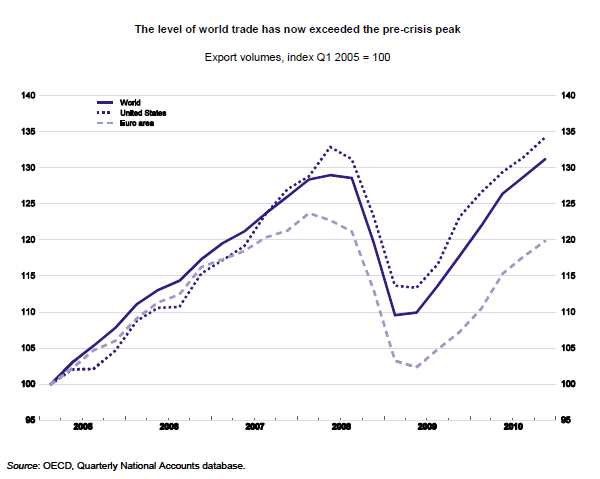 The level of world trade has now exceeded the pre-crisis peak
Export volumes, index Q1 2005 = 100
140 140
World
United States
Euro area
135 135
130 130
125 125
120 120
115 115
110 110
105 105
100 100
95 95
2005 2006 2007 2008 2009 2010
Source: OECD, Quarterly National Accounts database.